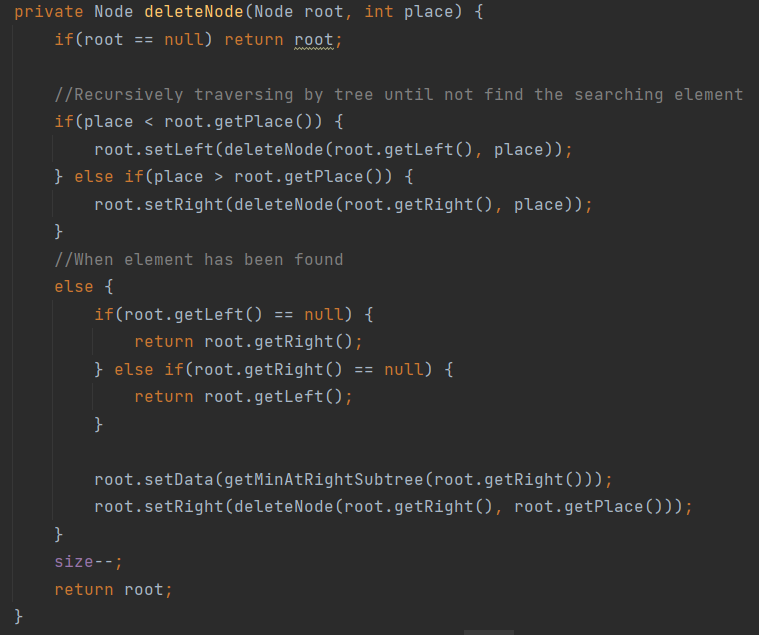 private Node deleteNode(Node root, int place) {
if(root == null) return root;
//Recursively traversing by tree until not find the searching element
if(place < root.getPlace()) {
root.setLeft(deleteNode(root.getLeft(), place));
} else if(place > root.getPlace()) {
root.setRight(deleteNode(root.getRight(), place));
}
//When element has been found
else {
if(root.getLeft() == null) {
return root.getRight();
} else if(root.getRight() == null) {
return root.getLeft();
}
root.setData(getMinAtRightSubtree(root.getRight()));
root.setRight(deleteNode(root.getRight(), root.getPlace()));
}
size--;
return root;
}